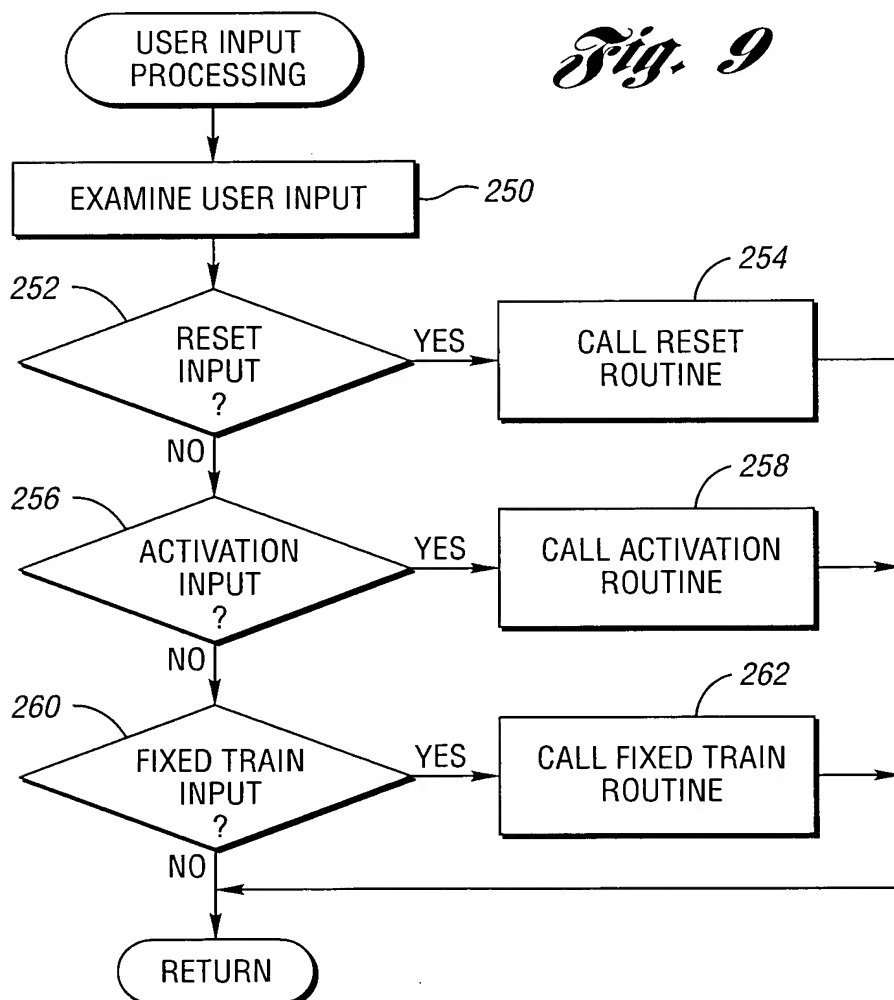 USER INPUT
PROCESSING
Fig. 9
EXAMINE USER INPUT
250
252
RESET
INPUT
?
YES
NO
254
CALL RESET
ROUTINE
256
ACTIVATION
INPUT
?
YES
NO
258
CALL ACTIVATION
ROUTINE
260
FIXED TRAIN
INPUT
?
YES
NO
262
CALL FIXED TRAIN
ROUTINE
RETURN